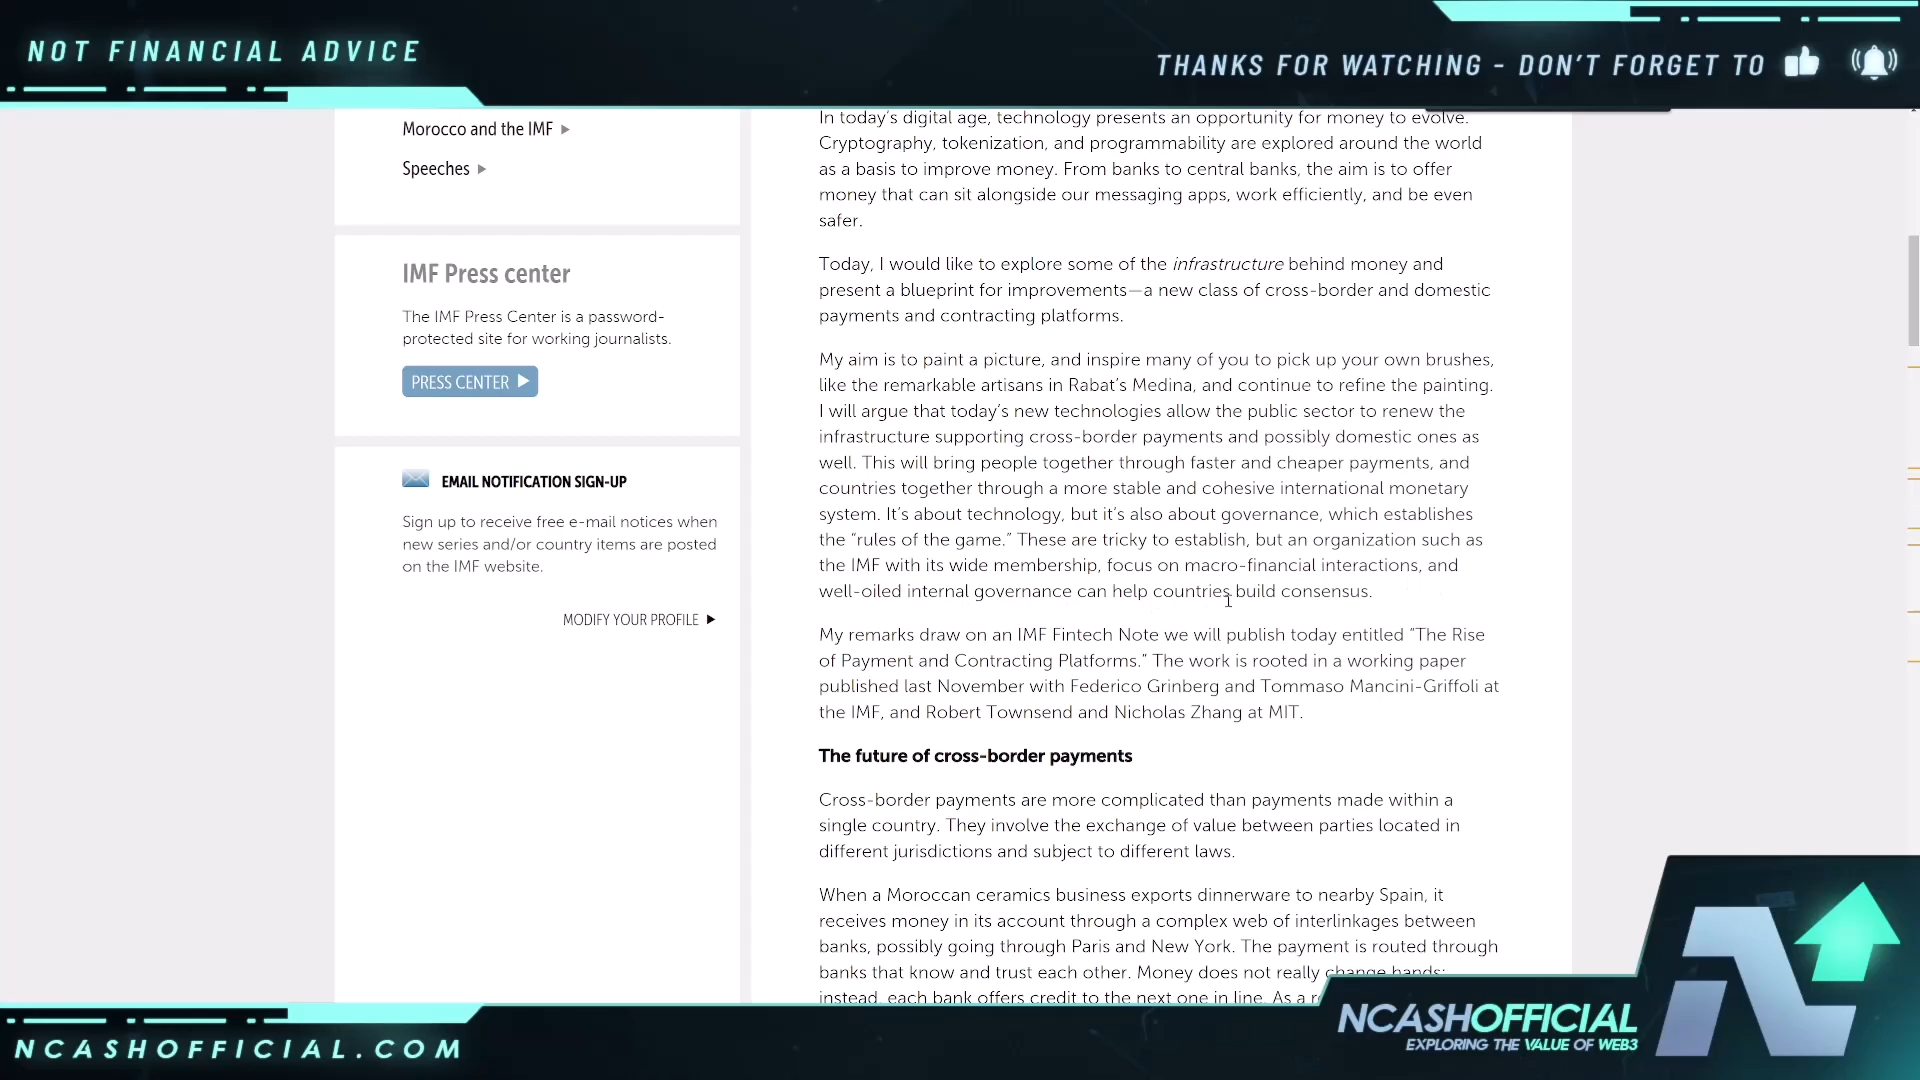 NOT FINANCIAL ADVICE
THANKS FOR WATCHING - DON'T FORGET TO
Morocco and the IMF
Speeches
IMF Press center
The IMF Press Center is a password-
protected site for working journalists.
PRESS CENTER
EMAIL NOTIFICATION SIGN-UP
Sign up to receive free e-mail notices when
new series and/or country items are posted
on the IMF website.
MODIFY YOUR PROFILE
In today's digital age, technology presents an opportunity for money to evolve.
Cryptography, tokenization, and programmability are explored around the world
as a basis to improve money. From banks to central banks, the aim is to offer
money that can sit alongside our messaging apps, work efficiently, and be even
safer.
Today, I would like to explore some of the infrastructure behind money and
present a blueprint for improvements—a new class of cross-border and domestic
payments and contracting platforms.
My aim is to paint a picture, and inspire many of you to pick up your own brushes,
like the remarkable artisans in Rabat's Medina, and continue to refine the painting.
I will argue that today's new technologies allow the public sector to renew the
infrastructure supporting cross-border payments and possibly domestic ones as
well. This will bring people together through faster and cheaper payments, and
countries together through a more stable and cohesive international monetary
system. It's about technology, but it's also about governance, which establishes
the "rules of the game." These are tricky to establish, but an organization such as
the IMF with its wide membership, focus on macro-financial interactions, and
well-oiled internal governance can help countries build consensus.
My remarks draw on an IMF Fintech Note we will publish today entitled "The Rise
of Payment and Contracting Platforms." The work is rooted in a working paper
published last November with Federico Grinberg and Tommaso Mancini-Griffoli at
the IMF, and Robert Townsend and Nicholas Zhang at MIT.
The future of cross-border payments
Cross-border payments are more complicated than payments made within a
single country. They involve the exchange of value between parties located in
different jurisdictions and subject to different laws.
When a Moroccan ceramics business exports dinnerware to nearby Spain, it
receives money in its account through a complex web of interlinkages between
banks, possibly going through Paris and New York. The payment is routed through
banks that know and trust each other. Money does not really change hands;
instead, each bank offers credit to the next one in line. As a
NCASHOFFICIAL.COM
NCASHOFFICIAL
EXPLORING THE VALUE OF WEB3